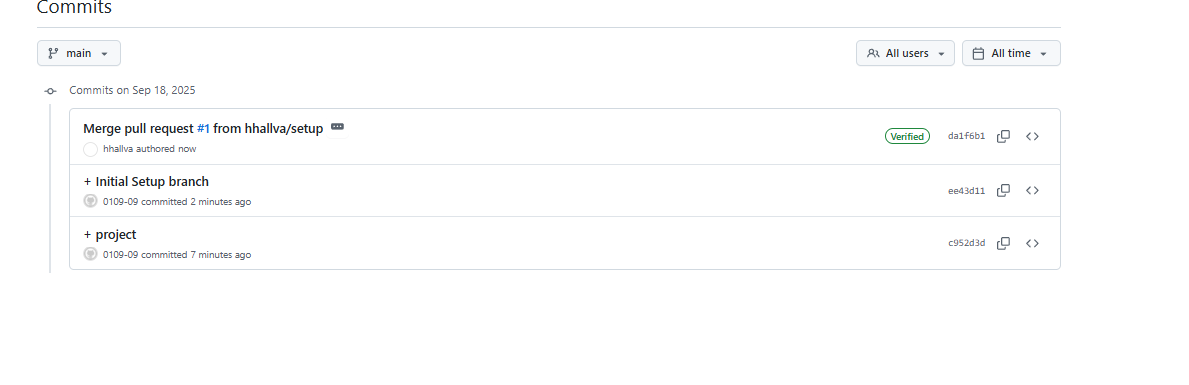 Commits
main
All users
All time
Commits on Sep 18, 2025
Merge pull request #1 from hhallva/setup
hhallva authored now
Verified
da1f6b1
+ Initial Setup branch
0109-09 committed 2 minutes ago
ee43d11
+ project
0109-09 committed 7 minutes ago
c952d3d